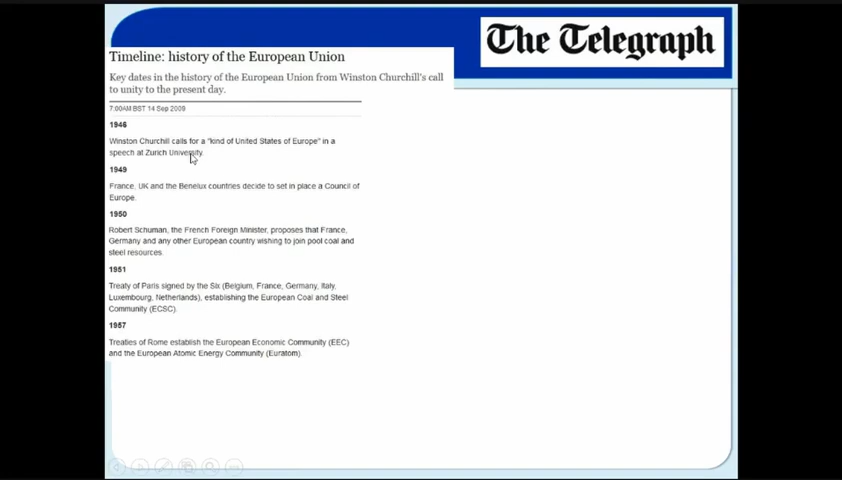 The Telegraph
Timeline: history of the European Union
Key dates in the history of the European Union from Winston Churchill's call
to unity to the present day.
7:00AM BST 14 Sep 2009
1946
Winston Churchill calls for a "kind of United States of Europe" in a
speech at Zurich University.
1949
France, UK and the Benelux countries decide to set in place a Council of
Europe.
1950
Robert Schuman, the French Foreign Minister, proposes that France,
Germany and any other European country wishing to join pool coal and
steel resources.
1951
Treaty of Paris signed by the Six (Belgium, France, Germany, Italy,
Luxembourg, Netherlands), establishing the European Coal and Steel
Community (ECSC).
1957
Treaties of Rome establish the European Economic Community (EEC)
and the European Atomic Energy Community (Euratom).